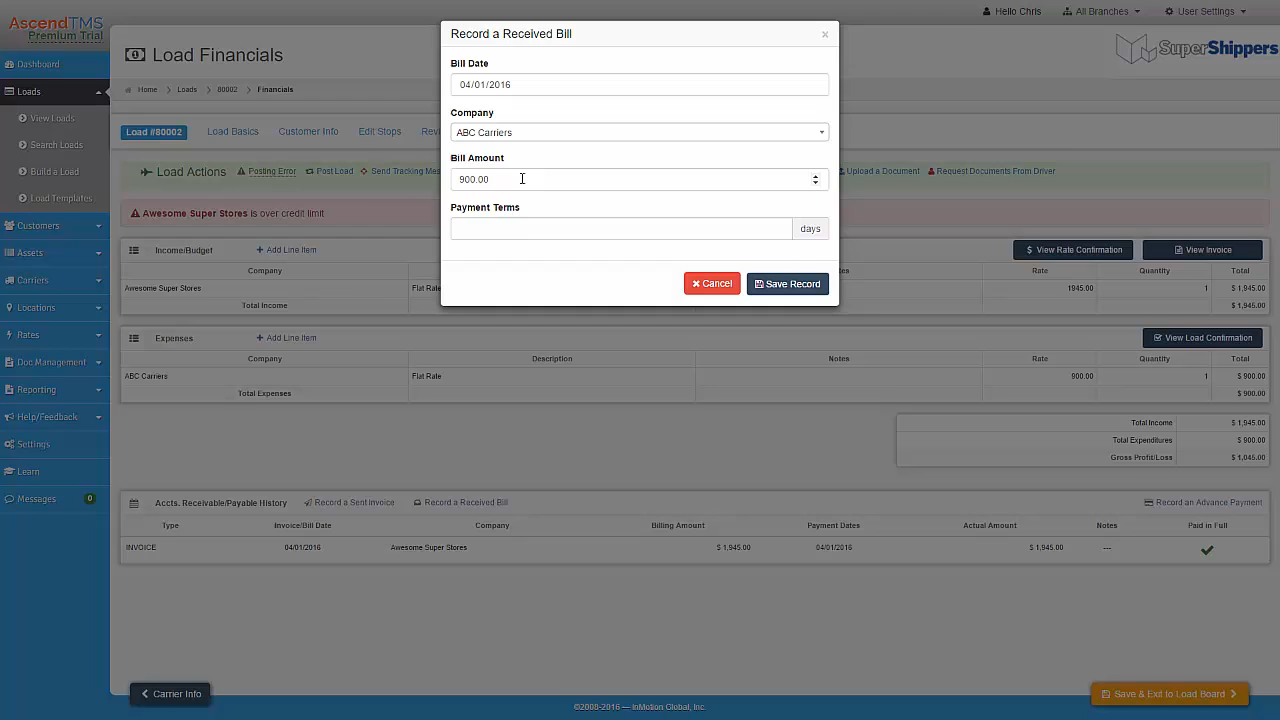 AscendTMS
Premium Trial
Hello Chris
All Branches
User Settings
Dashboard
Loads
View Loads
Search Loads
Build a Load
Load Templates
Customers
Assets
Carriers
Locations
Rates
Doc Management
Reporting
Help/Feedback
Settings
Learn
Messages
0
Load Financials
SuperShippers
Home
Loads
80002
Financials
Load #80002
Load Basics
Customer Info
Edit Stops
Load Actions
Posting Error
Post Load
Send Tracking
Upload a Document
Request Documents From Driver
Awesome Super Stores is over credit limit
Record a Received Bill
×
Bill Date
04/01/2016
Company
ABC Carriers
Bill Amount
900.00
Payment Terms
days
Cancel
Save Record
Income/Budget
+ Add Line Item
$ View Rate Confirmation
View Invoice
Company
Rate
Quantity
Total
Awesome Super Stores
Flat Rate
1945.00
1
$ 1,945.00
Total Income
$ 1,945.00
Expenses
+ Add Line Item
View Load Confirmation
Company
Description
Notes
Rate
Quantity
Total
ABC Carriers
Flat Rate
900.00
1
$ 900.00
Total Expenses
$ 900.00
Total Income
$ 1,945.00
Total Expenditures
$ 900.00
Gross Profit/Loss
$ 1,045.00
Accts. Receivable/Payable History
Record a Sent Invoice
Record a Received Bill
Record an Advance Payment
Type
Invoice/Bill Date
Company
Billing Amount
Payment Dates
Actual Amount
Notes
Paid in Full
INVOICE
04/01/2016
Awesome Super Stores
$ 1,945.00
04/01/2016
$ 1,945.00
---
Carrier Info
Save & Exit to Load Board
©2008-2016 — InMotion Global, Inc.